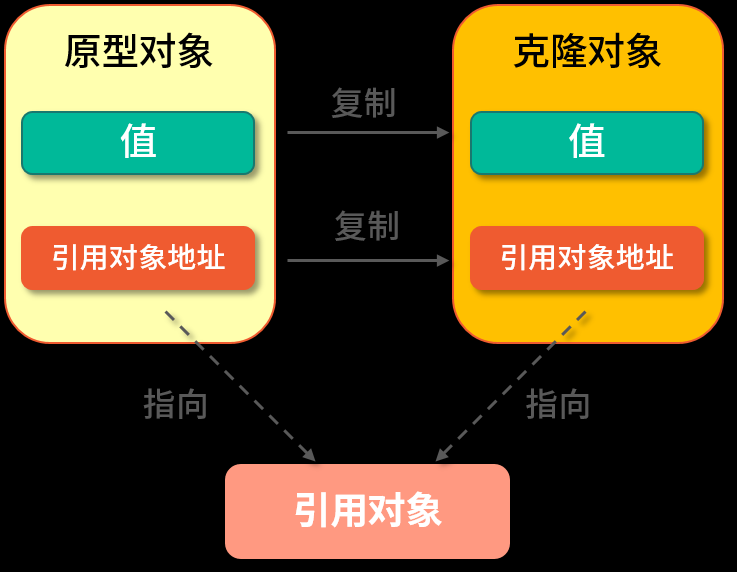 原型对象
克隆对象
复制
值
值
复制
引用对象地址
引用对象地址
指向
指向
引用对象